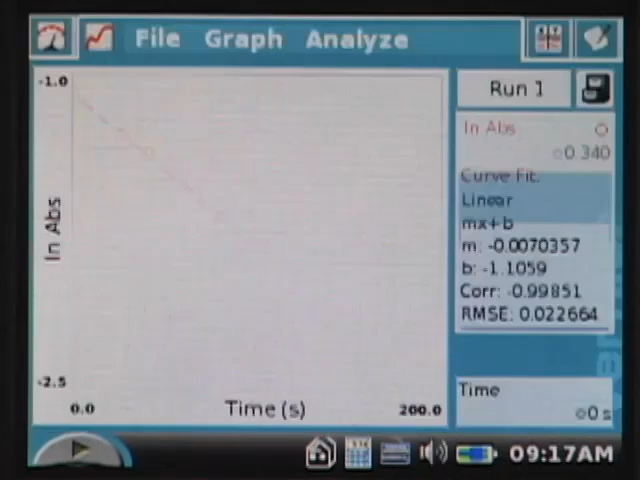 File Graph Analyze
Run 1
ln Abs
0.340
Curve Fit:
Linear
mx+b
m: -0.0070357
b: -1.1059
Corr: -0.99851
RMSE: 0.022664
Time
0 s
-1.0
ln Abs
-2.5
0.0
Time (s)
200.0
09:17AM